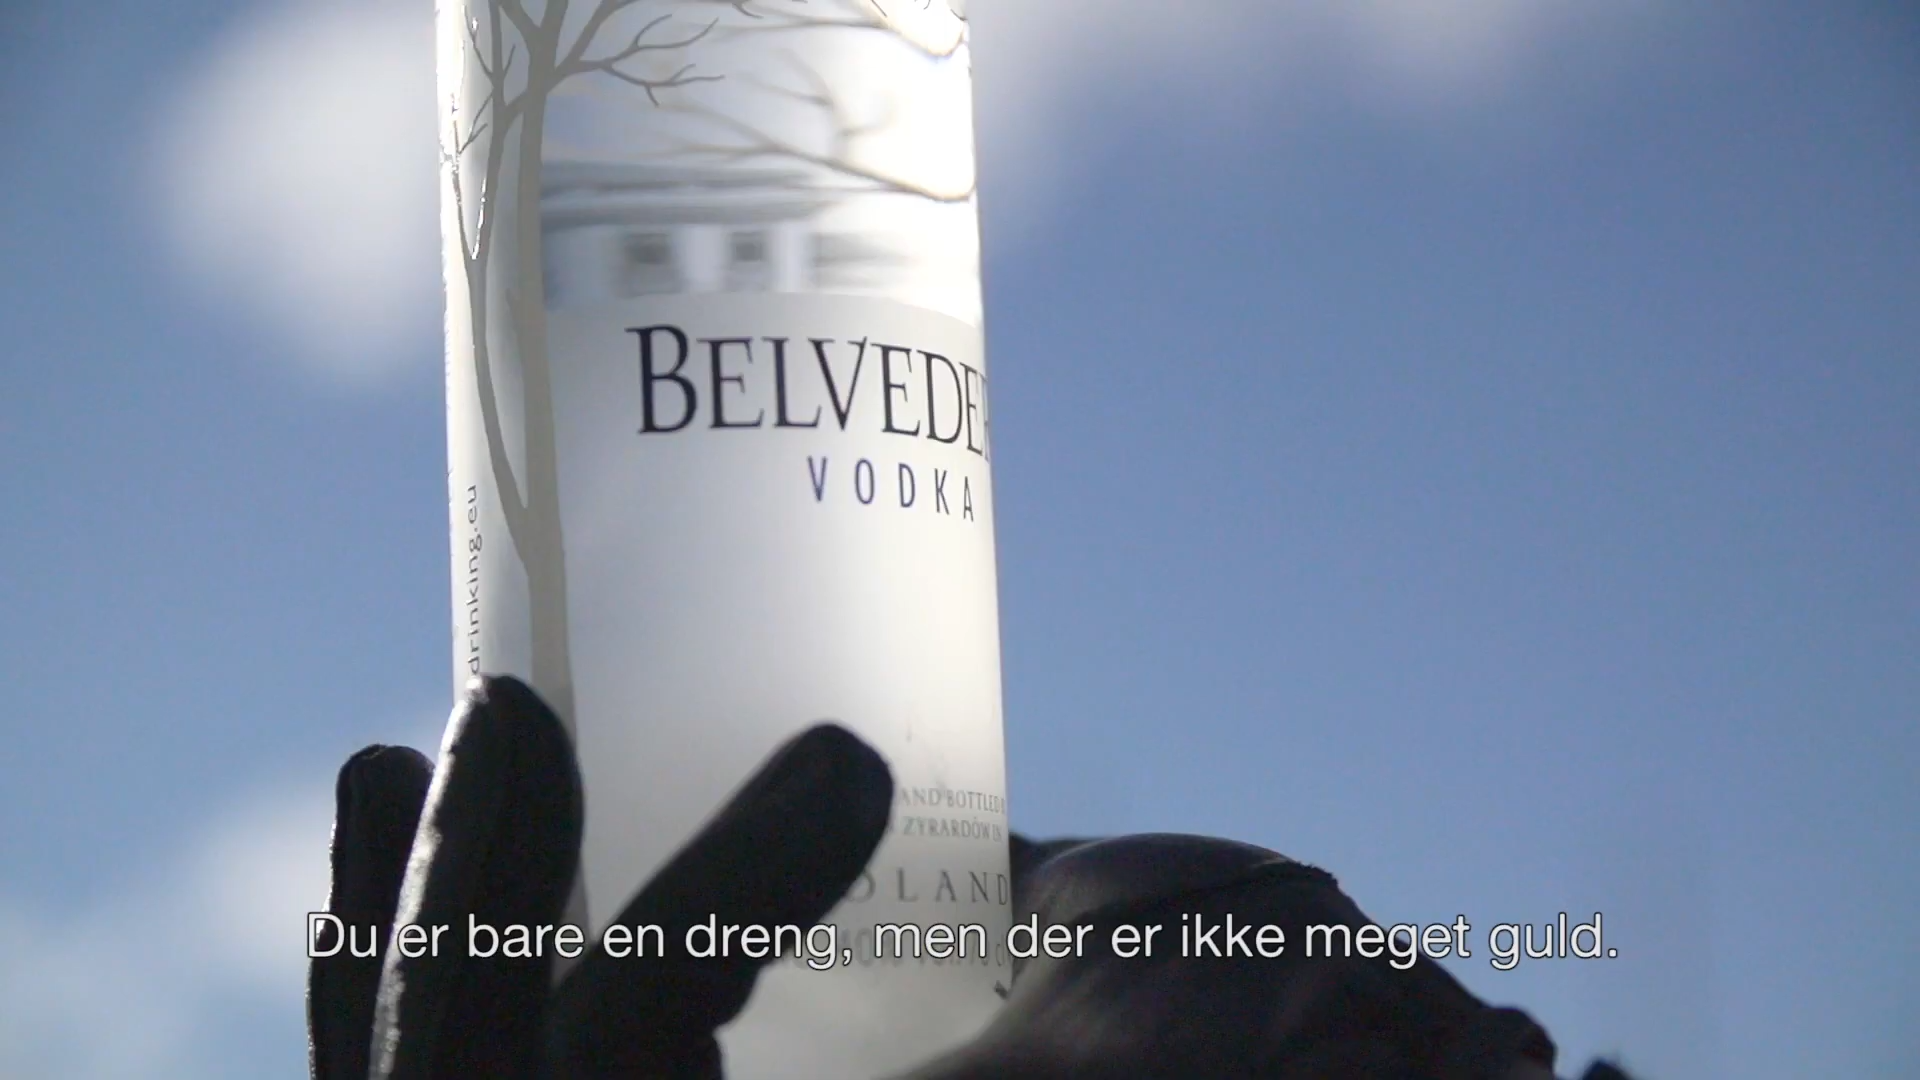 BELVEDER
VODKA
drinking.eu
AND BOTTLED
ZYRARDÓW IN
LAND
Du er bare en dreng, men der er ikke meget guld.